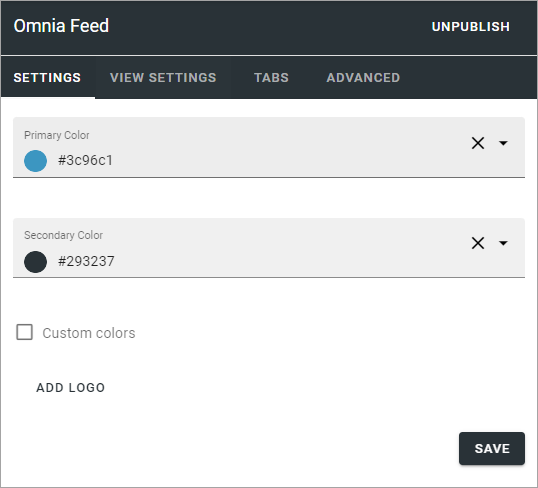 Omnia Feed UNPUBLISH
SETTINGS VIEW SETTINGS TABS ADVANCED
Primary Color
#3c96c1
Secondary Color
#293237
Custom colors
ADD LOGO
SAVE